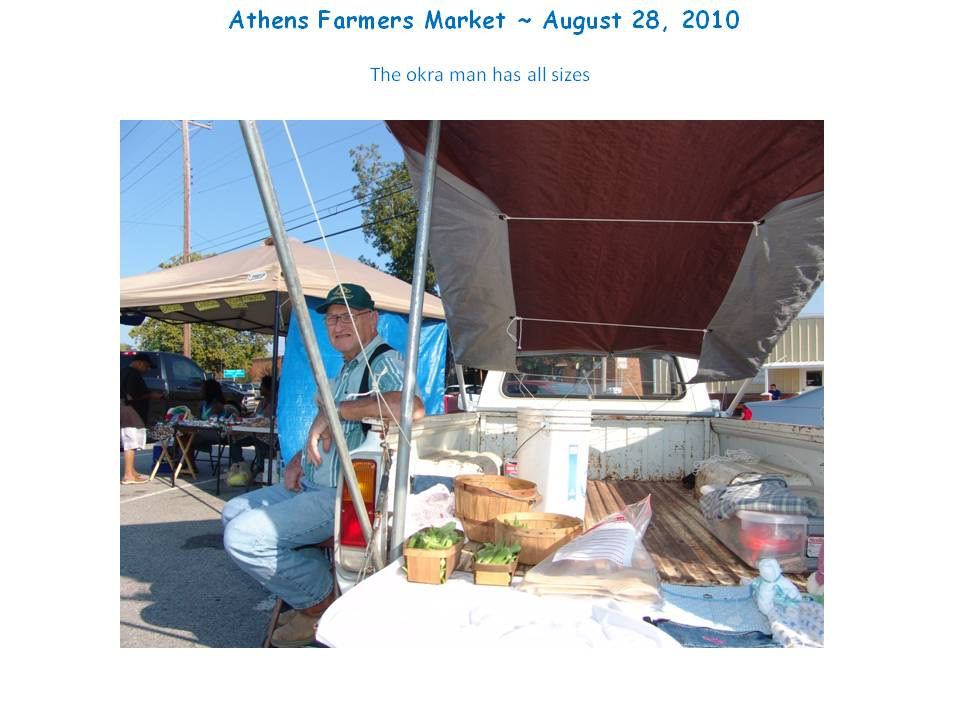 Athens Farmers Market ~ August 28, 2010
The okra man has all sizes